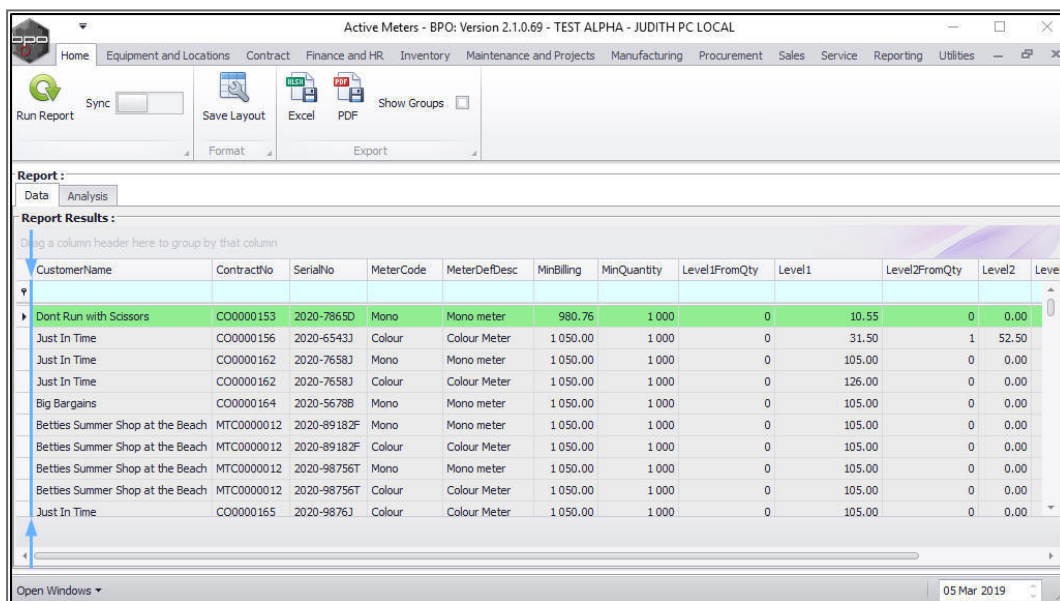 Active Meters - BPO: Version 2.1.0.69 - TEST ALPHA - JUDITH PC LOCAL
bpo
Home Equipment and Locations Contract Finance and HR Inventory Maintenance and Projects Manufacturing Procurement Sales Service Reporting Utilities
XLSX PDF
Run Report Sync Save Layout Excel PDF Show Groups
Format Export
Report :
Data Analysis
Report Results :
Drag a column header here to group by that column
CustomerName ContractNo SerialNo MeterCode MeterDefDesc MinBilling MinQuantity Level1FromQty Level1 Level2FromQty Level2 Leve
Dont Run with Scissors CO0000153 2020-7865D Mono Mono meter 980.76 1 000 0 10.55 0 0.00
Just In Time CO0000156 2020-6543J Colour Colour Meter 1 050.00 1 000 0 31.50 1 52.50
Just In Time CO0000162 2020-7658J Mono Mono meter 1 050.00 1 000 0 105.00 0 0.00
Just In Time CO0000162 2020-7658J Colour Colour Meter 1 050.00 1 000 0 126.00 0 0.00
Big Bargains CO0000164 2020-5678B Mono Mono meter 1 050.00 1 000 0 105.00 0 0.00
Betties Summer Shop at the Beach MTC0000012 2020-89182F Mono Mono meter 1 050.00 1 000 0 105.00 0 0.00
Betties Summer Shop at the Beach MTC0000012 2020-89182F Colour Colour Meter 1 050.00 1 000 0 105.00 0 0.00
Betties Summer Shop at the Beach MTC0000012 2020-98756T Mono Mono meter 1 050.00 1 000 0 105.00 0 0.00
Betties Summer Shop at the Beach MTC0000012 2020-98756T Colour Colour Meter 1 050.00 1 000 0 105.00 0 0.00
Just In Time CO0000165 2020-9876J Colour Colour Meter 1 050.00 1 000 0 105.00 0 0.00
Open Windows 05 Mar 2019